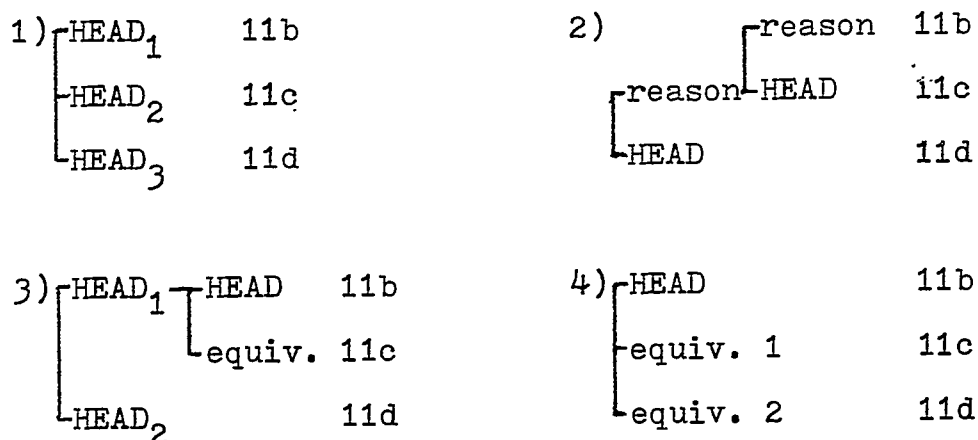 1) HEAD1 11b
HEAD2 11c
HEAD3 11d
2) reason 11b
reason HEAD 11c
HEAD 11d
3) HEAD1 HEAD 11b
equiv. 11c
HEAD2 11d
4) HEAD 11b
equiv. 1 11c
equiv. 2 11d